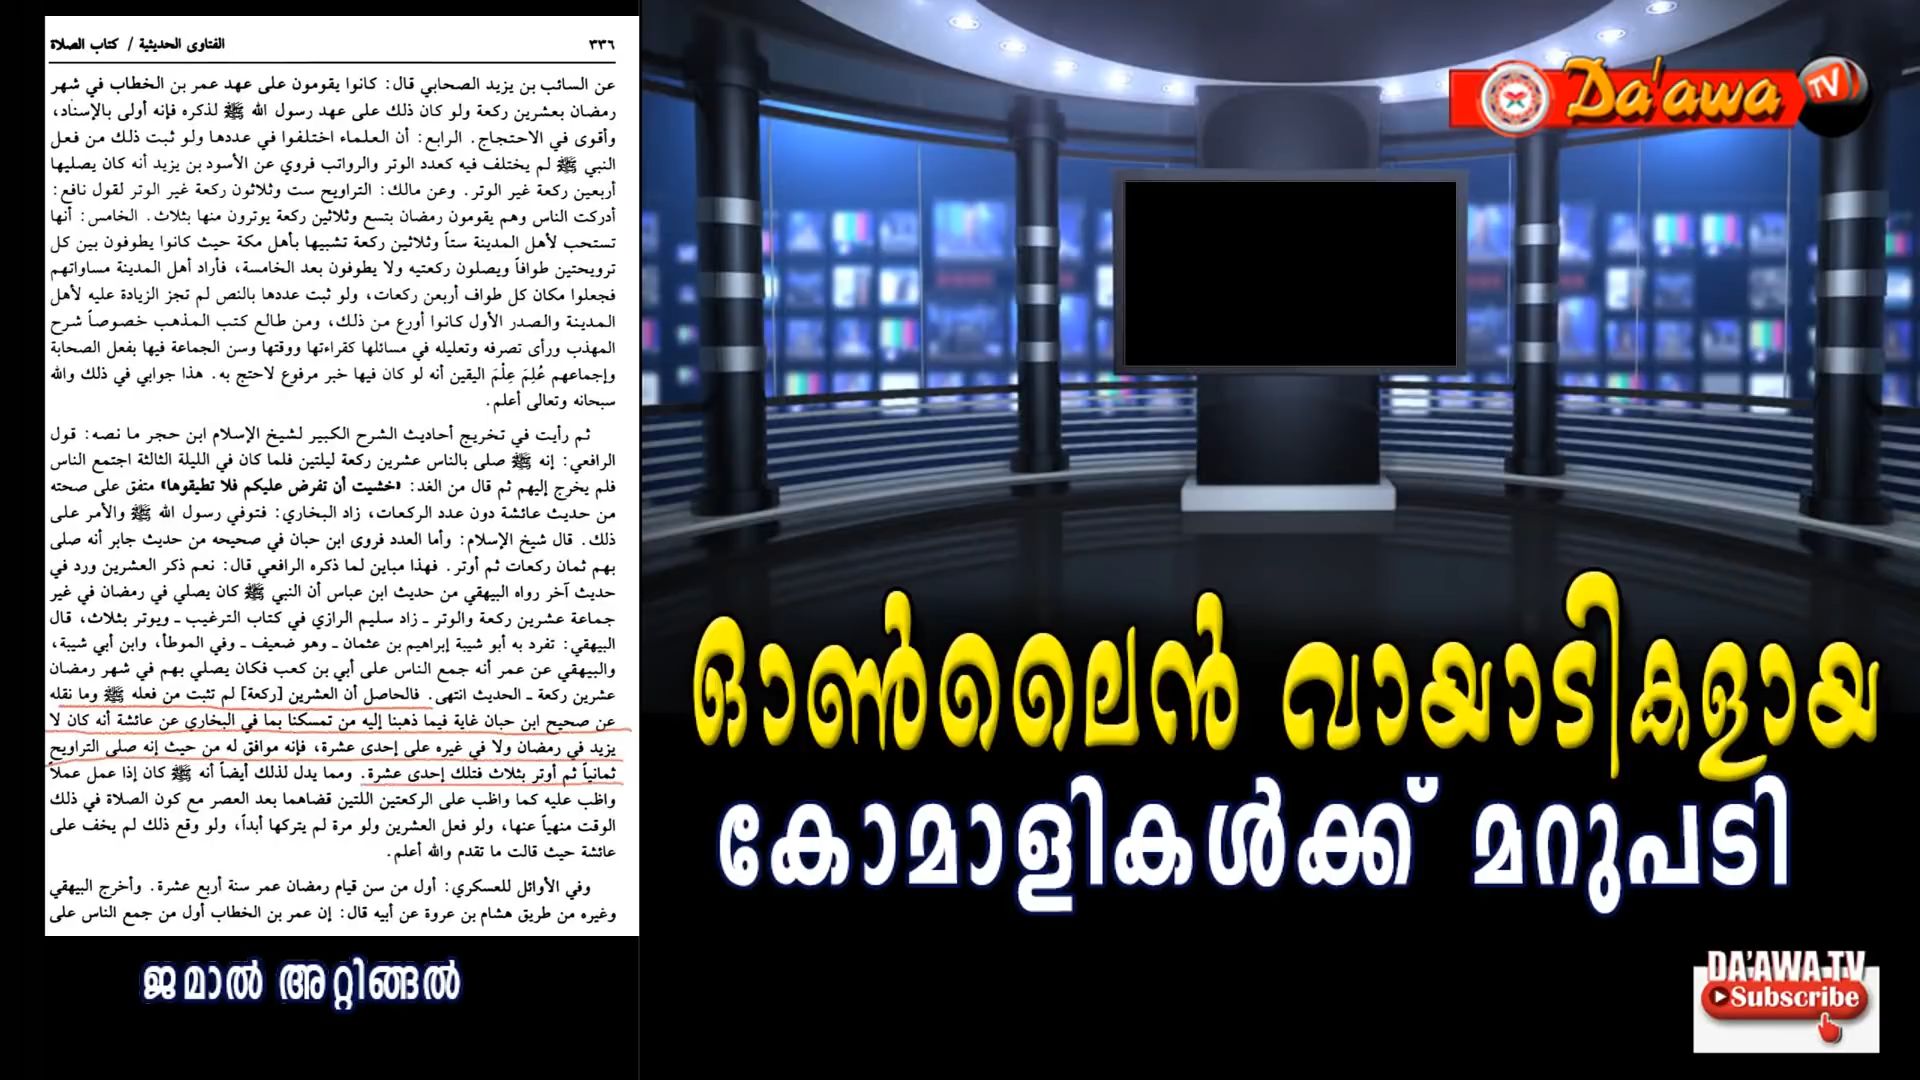 ٣٣٦
الفتاوى الحديثية / كتاب الصلاة
عن السائب بن يزيد الصحابي قال: كانوا يقومون على عهد عمر بن الخطاب في شهر
رمضان بعشرين ركعة ولو كان ذلك على عهد رسول الله ﷺ لذكره فإنه أولى بالإسناد،
وأقوى في الاحتجاج. الرابع: أن العلماء اختلفوا في عددها ولو ثبت ذلك من فعل
النبي ﷺ لم يختلف فيه كعدد الوتر والرواتب فروي عن الأسود بن يزيد أنه كان يصليها
أربعين ركعة غير الوتر. وعن مالك: التراويح ست وثلاثون ركعة غير الوتر لقول نافع:
أدركت الناس وهم يقومون رمضان بتسع وثلاثين ركعة يوترون منها بثلاث. الخامس: أنها
تستحب لأهل المدينة ستاً وثلاثين ركعة تشبيها بأهل مكة حيث كانوا يطوفون بين كل
ترويحتين طوافاً ويصلون ركعتيه ولا يطوفون بعد الخامسة، فأراد أهل المدينة مساواتهم
فجعلوا مكان كل طواف أربعن ركعات، ولو ثبت عددها بالنص لم تجز الزيادة عليه لأهل
المدينة والصدر الأول كانوا أورع من ذلك، ومن طالع كتب المذهب خصوصاً شرح
المهذب ورأى تصرفه وتعليله في مسائلها كقراءتها ووقتها وسن الجماعة فيها بفعل الصحابة
وإجماعهم عُلِمَ عِلْمَ اليقين أنه لو كان فيها خبر مرفوع لاحتج به. هذا جوابي في ذلك والله
سبحانه وتعالى أعلم.
ثم رأيت في تخريج أحاديث الشرح الكبير لشيخ الإسلام ابن حجر ما نصه: قول
الرافعي: إنه ﷺ صلى بالناس عشرين ركعة ليلتين فلما كان في الليلة الثالثة اجتمع الناس
فلم يخرج إليهم ثم قال من الغد: «خشيت أن تفرض عليكم فلا تطيقوها» متفق على صحته
من حديث عائشة دون عدد الركعات، زاد البخاري: فتوفي رسول الله ﷺ والأمر على
ذلك. قال شيخ الإسلام: وأما العدد فروى ابن حبان في صحيحه من حديث جابر أنه صلى
بهم ثمان ركعات ثم أوتر. فهذا مباين لما ذكره الرافعي قال: نعم ذكر العشرين ورد في
حديث آخر رواه البيهقي من حديث ابن عباس أن النبي ﷺ كان يصلي في رمضان في غير
جماعة عشرين ركعة والوتر ـ زاد سليم الرازي في كتاب الترغيب ـ ويوتر بثلاث، قال
البيهقي: تفرد به أبو شيبة إبراهيم بن عثمان ـ وهو ضعيف ـ وفي الموطأ، وابن أبي شيبة،
والبيهقي عن عمر أنه جمع الناس على أبي بن كعب فكان يصلي بهم في شهر رمضان
عشرين ركعة ـ الحديث انتهى. فالحاصل أن العشرين [ركعة] لم تثبت من فعله ﷺ وما نقله
عن صحيح ابن حبان غاية فيما ذهبنا إليه من تمسكنا بما في البخاري عن عائشة أنه كان لا
يزيد في رمضان ولا في غيره على إحدى عشرة، فإنه موافق له من حيث إنه صلى التراويح
ثمانياً ثم أوتر بثلاث فتلك إحدى عشرة. ومما يدل لذلك أيضاً أنه ﷺ كان إذا عمل عملاً
واظب عليه كما واظب على الركعتين اللتين قضاهما بعد العصر مع كون الصلاة في ذلك
الوقت منهياً عنها، ولو فعل العشرين ولو مرة لم يتركها أبداً، ولو وقع ذلك لم يخف على
عائشة حيث قالت ما تقدم والله أعلم.
وفي الأوائل للعسكري: أول من سن قيام رمضان عمر سنة أربع عشرة. وأخرج البيهقي
وغيره من طريق هشام بن عروة عن أبيه قال: إن عمر بن الخطاب أول من جمع الناس على
ജമാൽ അറ്റിങ്ങൽ
Da'awa TV
ഓൺലൈൻ വായാടികളായ
കോമാളികൾക്ക് മറുപടി
DA'AWA TV
Subscribe